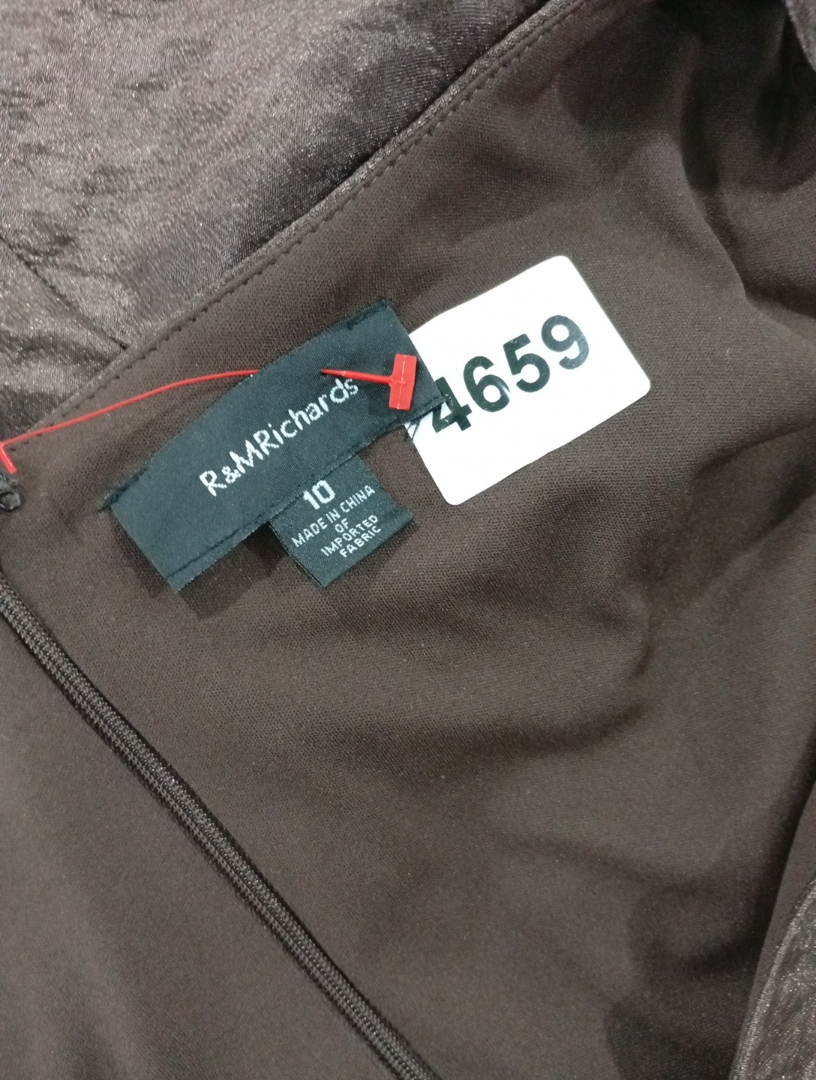 R&MRichards
10
MADE IN CHINA
OF
IMPORTED
FABRIC
4659